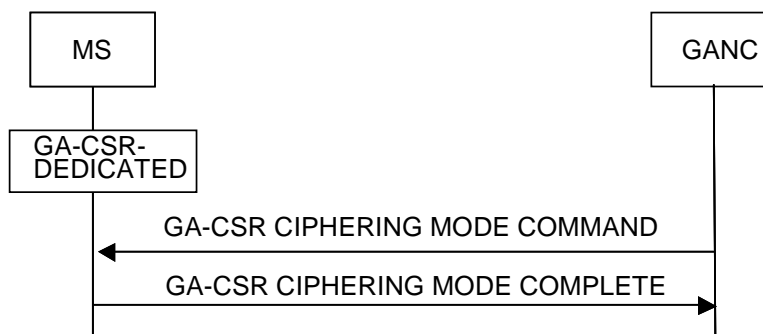 MS
GANC
GA-CSR-
DEDICATED
GA-CSR CIPHERING MODE COMMAND
GA-CSR CIPHERING MODE COMPLETE